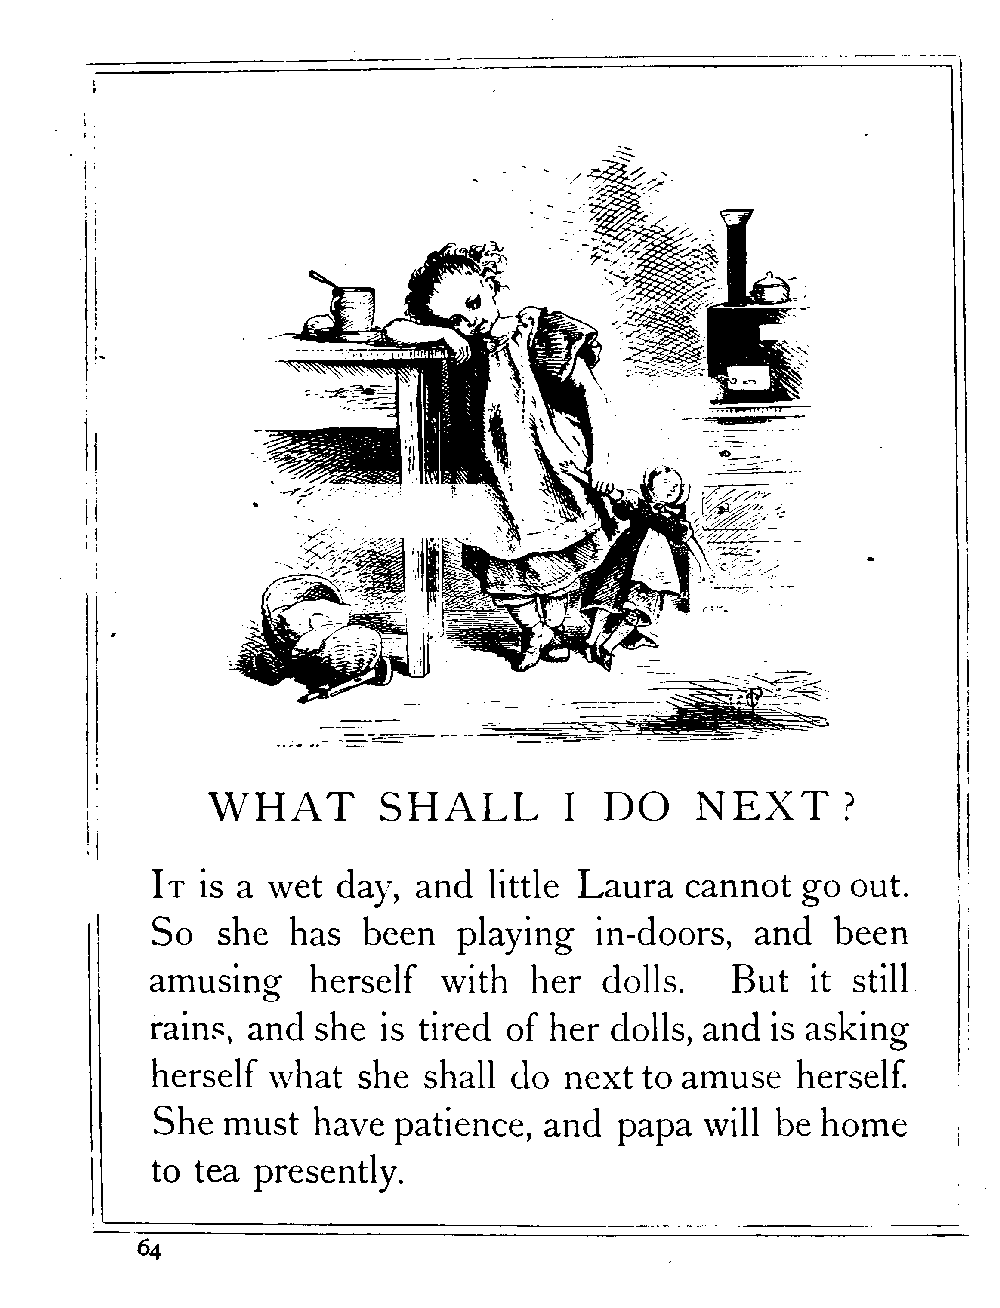 WHAT SHALL I DO NEXT?
IT is a wet day, and little Laura cannot go out.
So she has been playing in-doors, and been
amusing herself with her dolls. But it still
rains, and she is tired of her dolls, and is asking
herself what she shall do next to amuse herself.
She must have patience, and papa will be home
to tea presently.
64